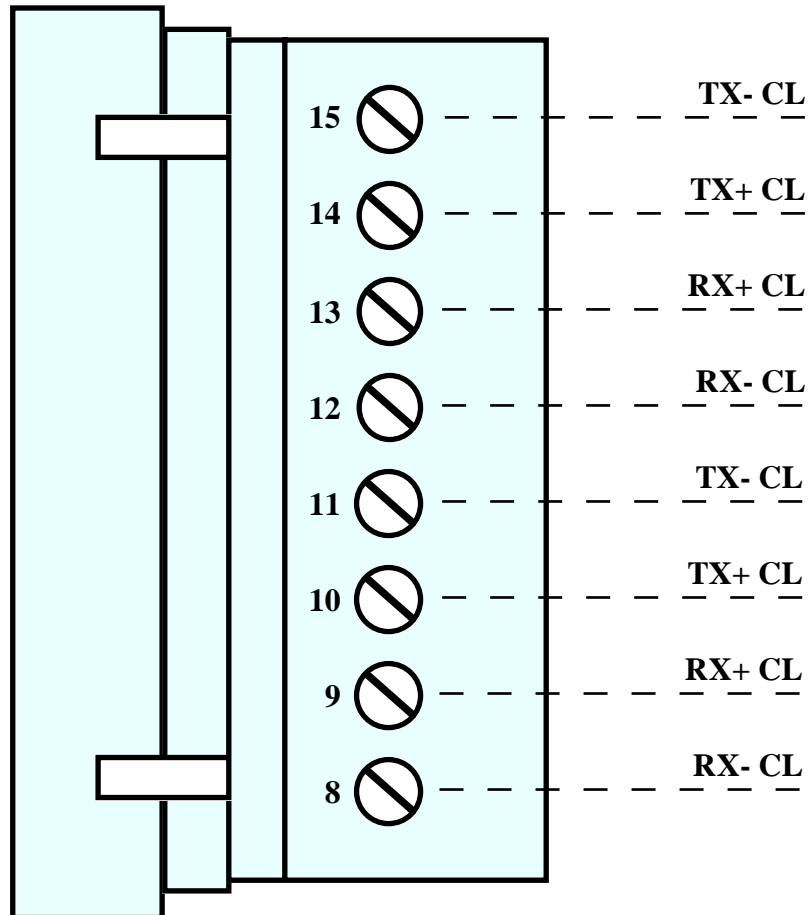 15 TX- CL
14 TX+ CL
13 RX+ CL
12 RX- CL
11 TX- CL
10 TX+ CL
9 RX+ CL
8 RX- CL